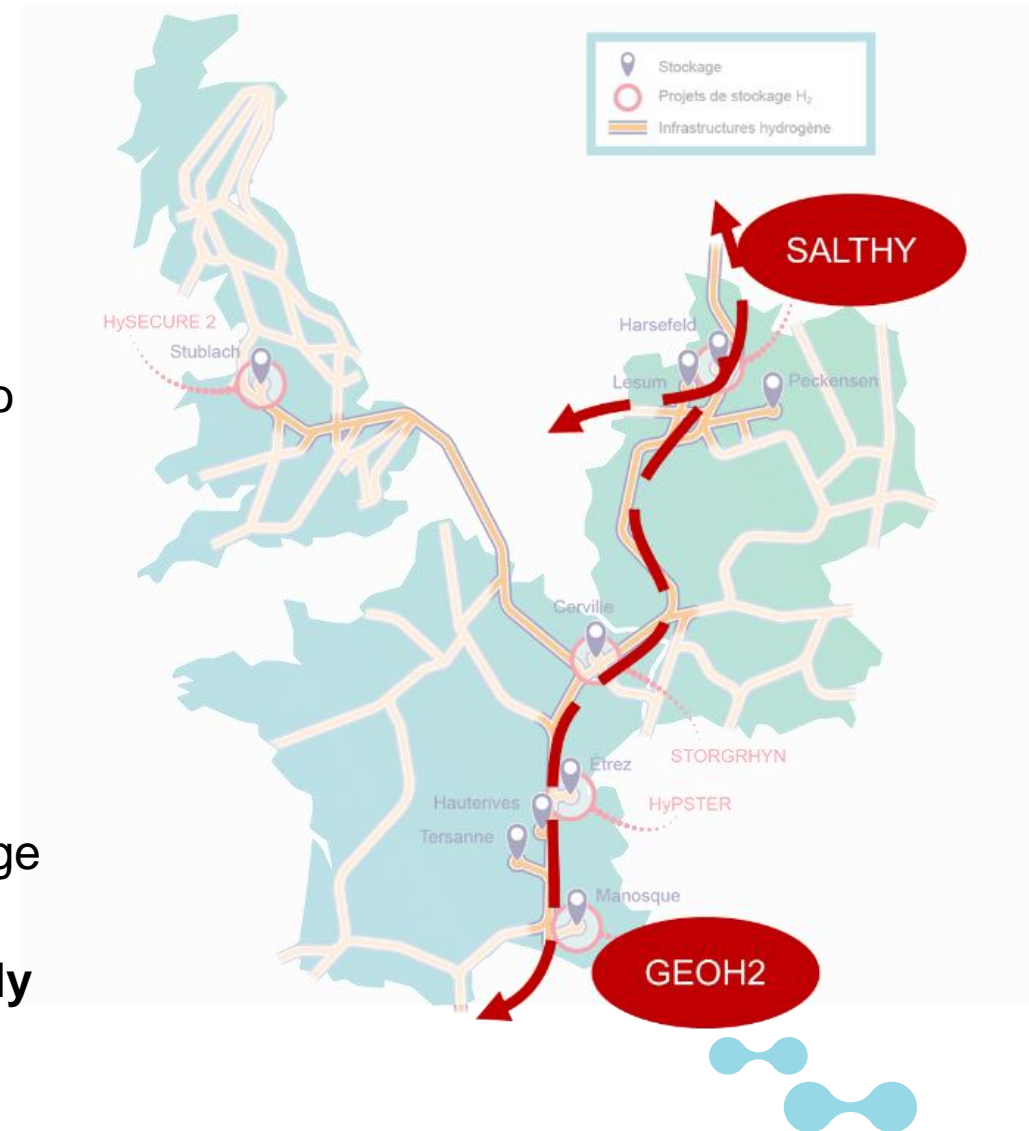 Stockage
Projets de stockage H₂
Infrastructures hydrogène
SALTHY
HySECURE 2
Harsefeld
Stublach
Lesum
Peckensen
p
Cerville
STORGRHYN
Étrez
HyPSTER
Hauterives
Tersanne
ge
Manosque
ly
GEOH2